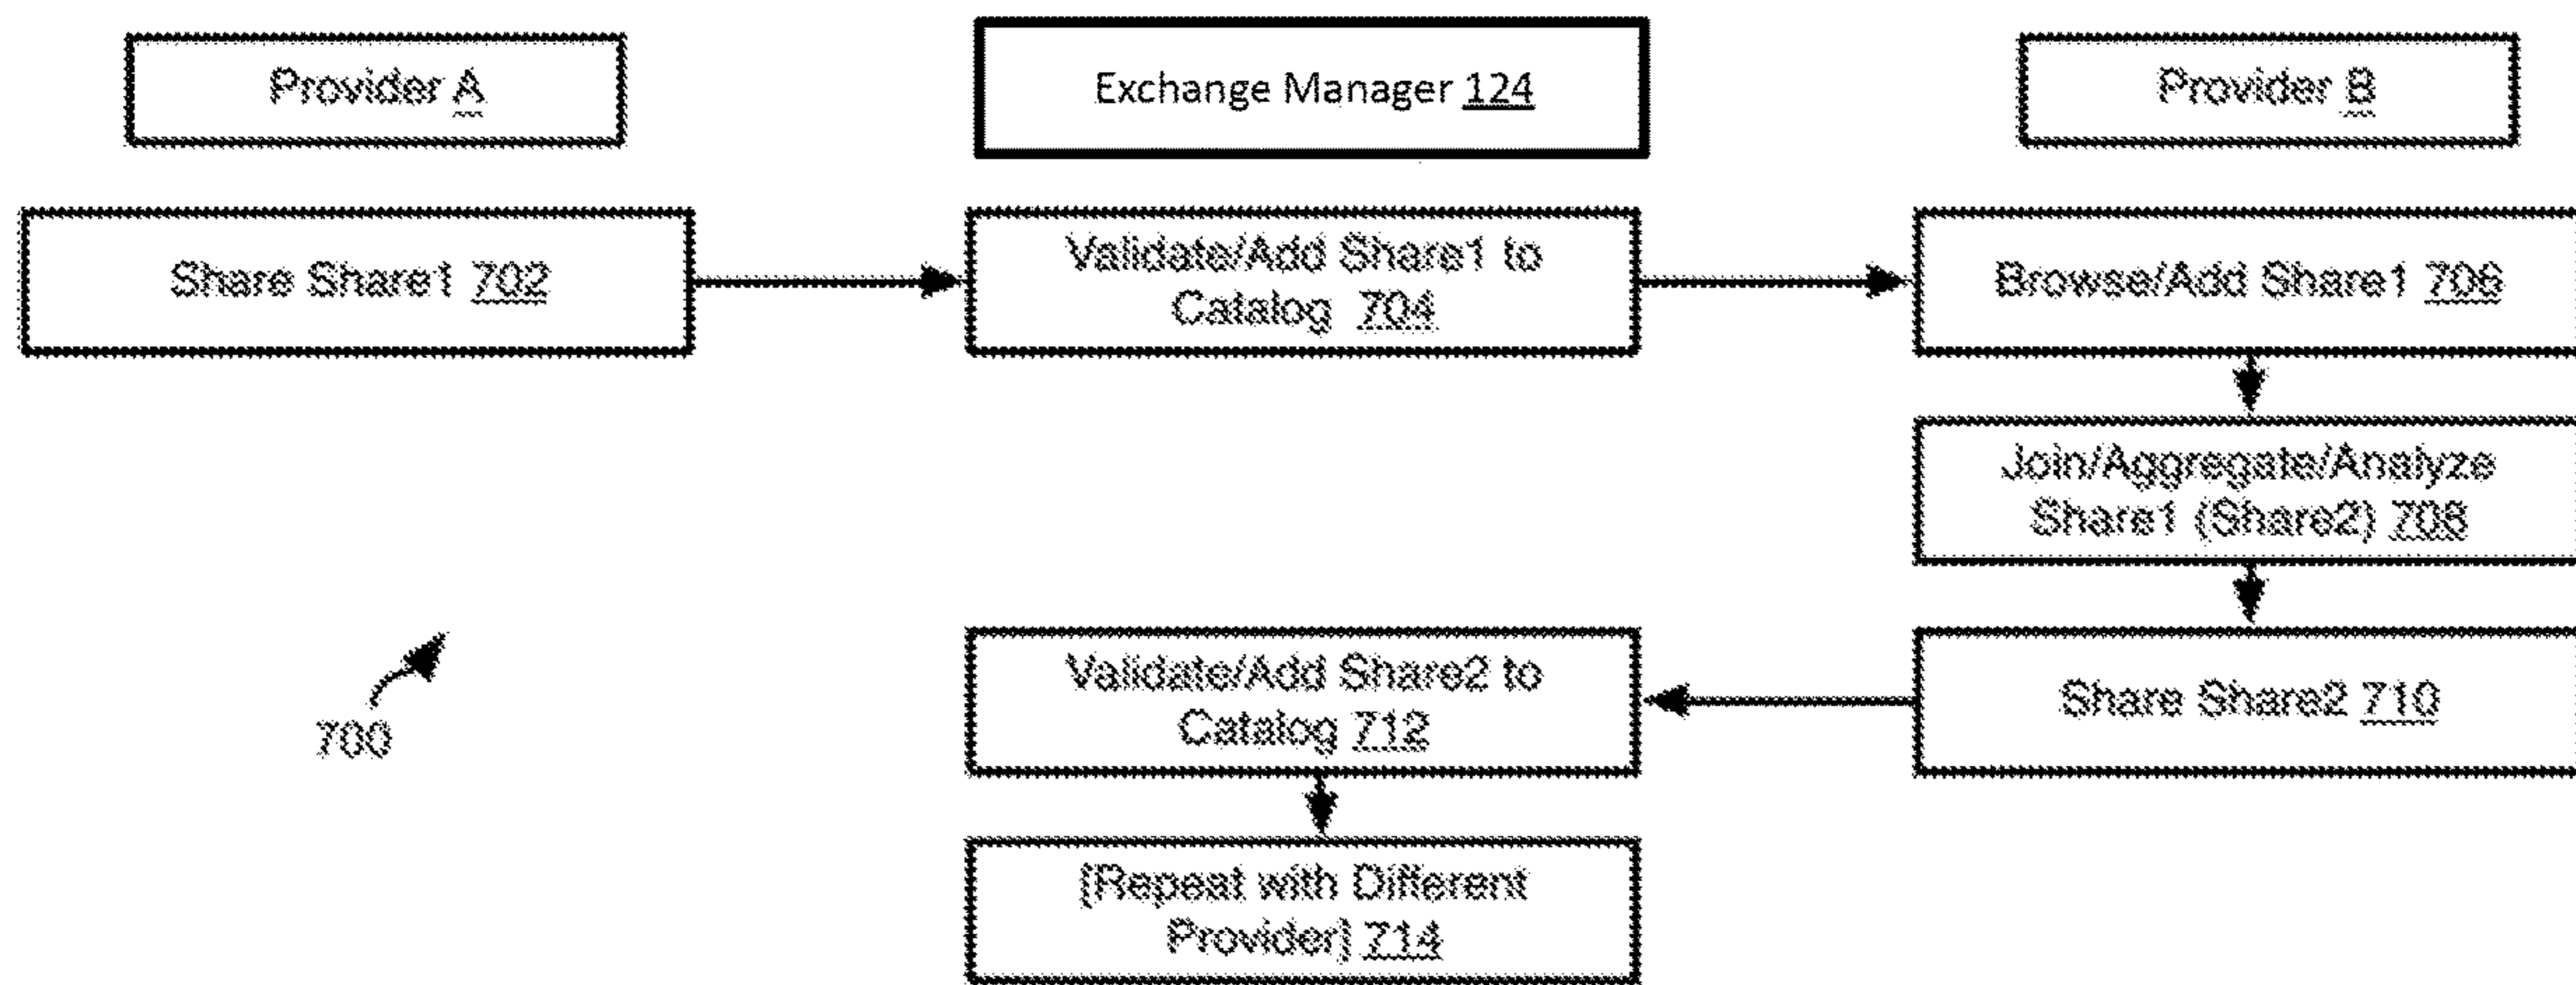 Provider A
Exchange Manager 124
Provider B
Share Share1 702
Validate/Add Share1 to
Catalog 704
Browse/Add Share1 706
Join/Aggregate/Analyze
Share1 (Share2) 708
Validate/Add Share2 to
Catalog 712
Share Share2 710
700
[Repeat with Different
Provider] 714